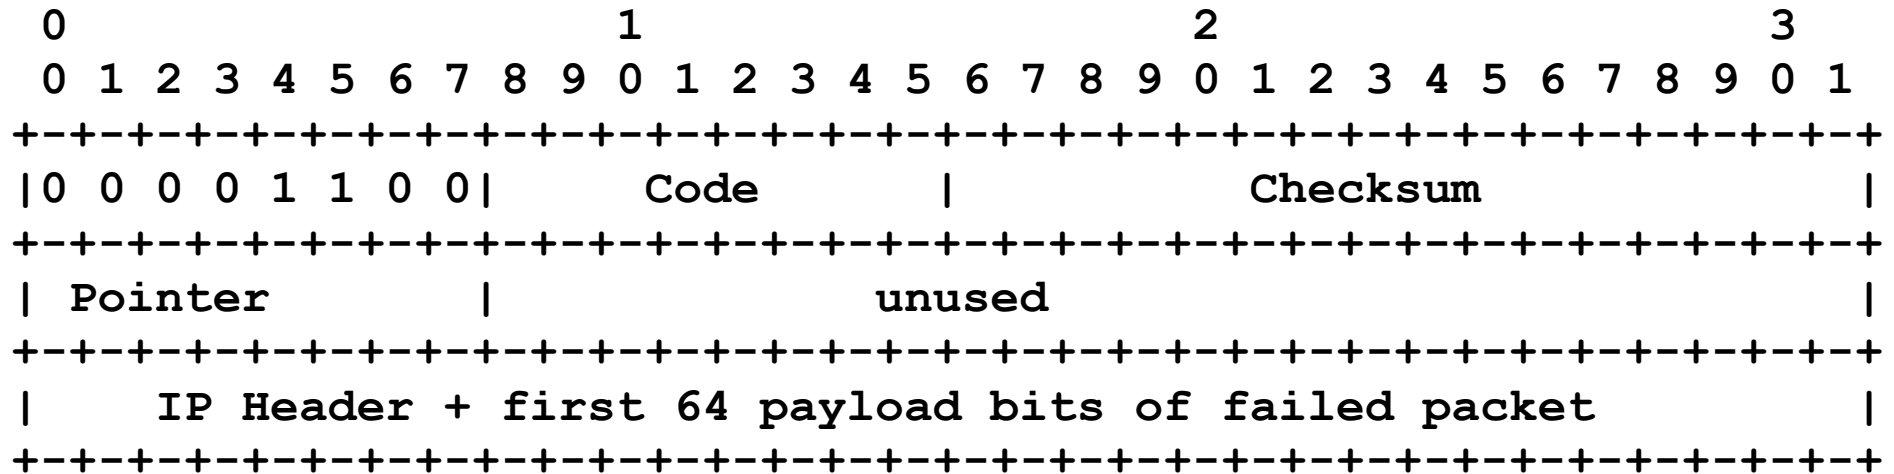 0                   1                   2                   3
 0 1 2 3 4 5 6 7 8 9 0 1 2 3 4 5 6 7 8 9 0 1 2 3 4 5 6 7 8 9 0 1
+-+-+-+-+-+-+-+-+-+-+-+-+-+-+-+-+-+-+-+-+-+-+-+-+-+-+-+-+-+-+-+-+
|0 0 0 0 1 1 0 0|     Code      |          Checksum             |
+-+-+-+-+-+-+-+-+-+-+-+-+-+-+-+-+-+-+-+-+-+-+-+-+-+-+-+-+-+-+-+-+
| Pointer       |             unused                            |
+-+-+-+-+-+-+-+-+-+-+-+-+-+-+-+-+-+-+-+-+-+-+-+-+-+-+-+-+-+-+-+-+
|    IP Header + first 64 payload bits of failed packet         |
+-+-+-+-+-+-+-+-+-+-+-+-+-+-+-+-+-+-+-+-+-+-+-+-+-+-+-+-+-+-+-+-+